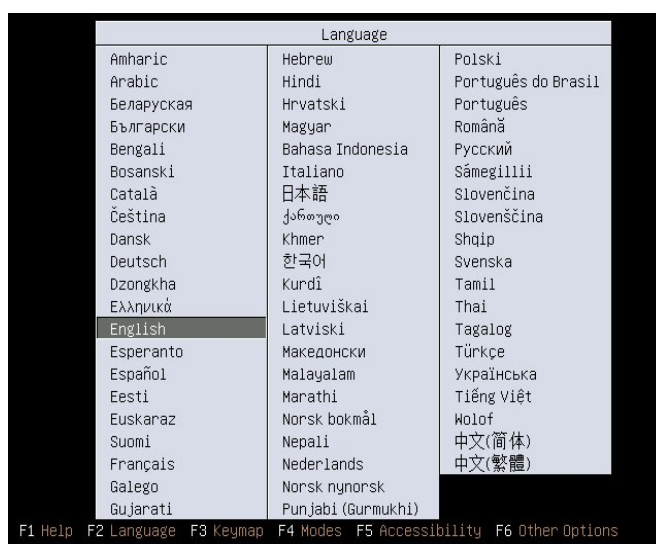 Language
Amharic
Arabic
Беларуская
Български
Bengali
Bosanski
Català
Čeština
Dansk
Deutsch
Dzongkha
Ελληνικά
English
Esperanto
Español
Eesti
Euskaraz
Suomi
Français
Galego
Gujarati
Hebrew
Hindi
Hrvatski
Magyar
Bahasa Indonesia
Italiano
日本語
ქართული
Khmer
한국어
Kurdî
Lietuviškai
Latviski
Македонски
Malayalam
Marathi
Norsk bokmål
Nepali
Nederlands
Norsk nynorsk
Punjabi (Gurmukhi)
Polski
Português do Brasil
Português
Română
Русский
Sámegillii
Slovenčina
Slovenščina
Shqip
Svenska
Tamil
Thai
Tagalog
Türkçe
Українська
Tiếng Việt
Wolof
中文(简体)
中文(繁體)
F1 Help F2 Language F3 Keymap F4 Modes F5 Accessibility F6 Other Options